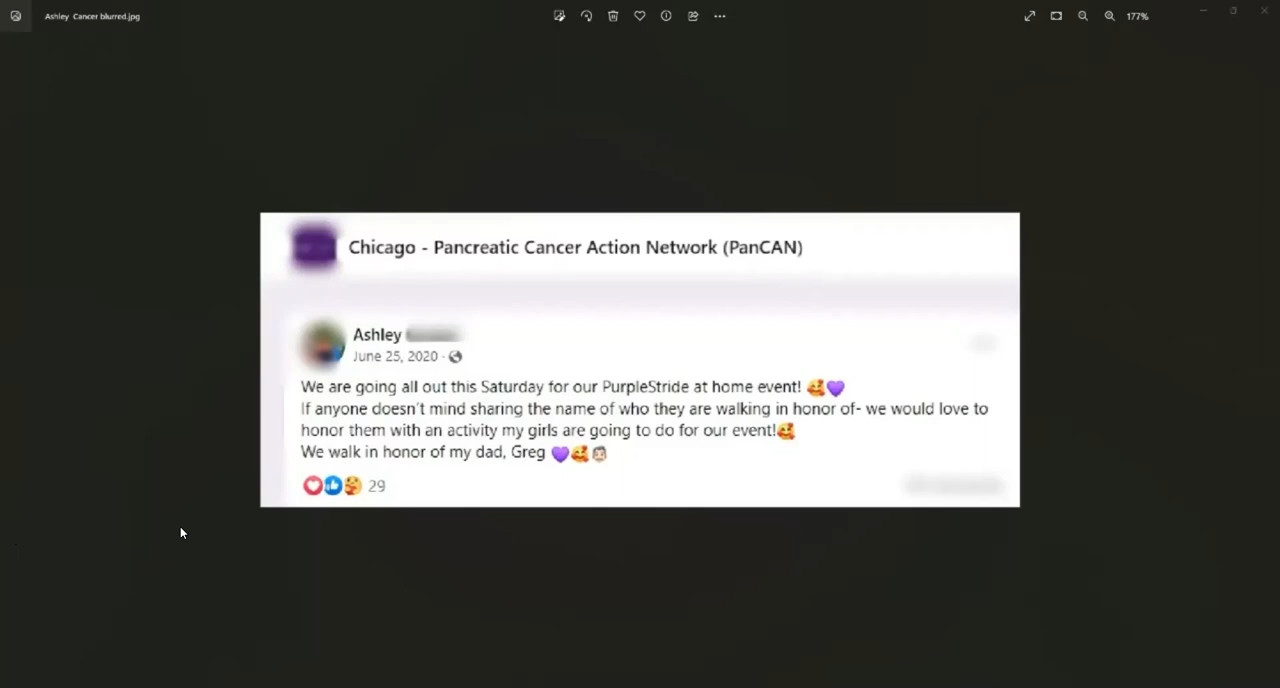 Ashley Cancer blurred.jpg
177%
Chicago - Pancreatic Cancer Action Network (PanCAN)
Ashley
June 25, 2020 ·
We are going all out this Saturday for our PurpleStride at home event! 🥰💜
If anyone doesn't mind sharing the name of who they are walking in honor of- we would love to
honor them with an activity my girls are going to do for our event!🥰
We walk in honor of my dad, Greg 💜🥰👨🏻
29